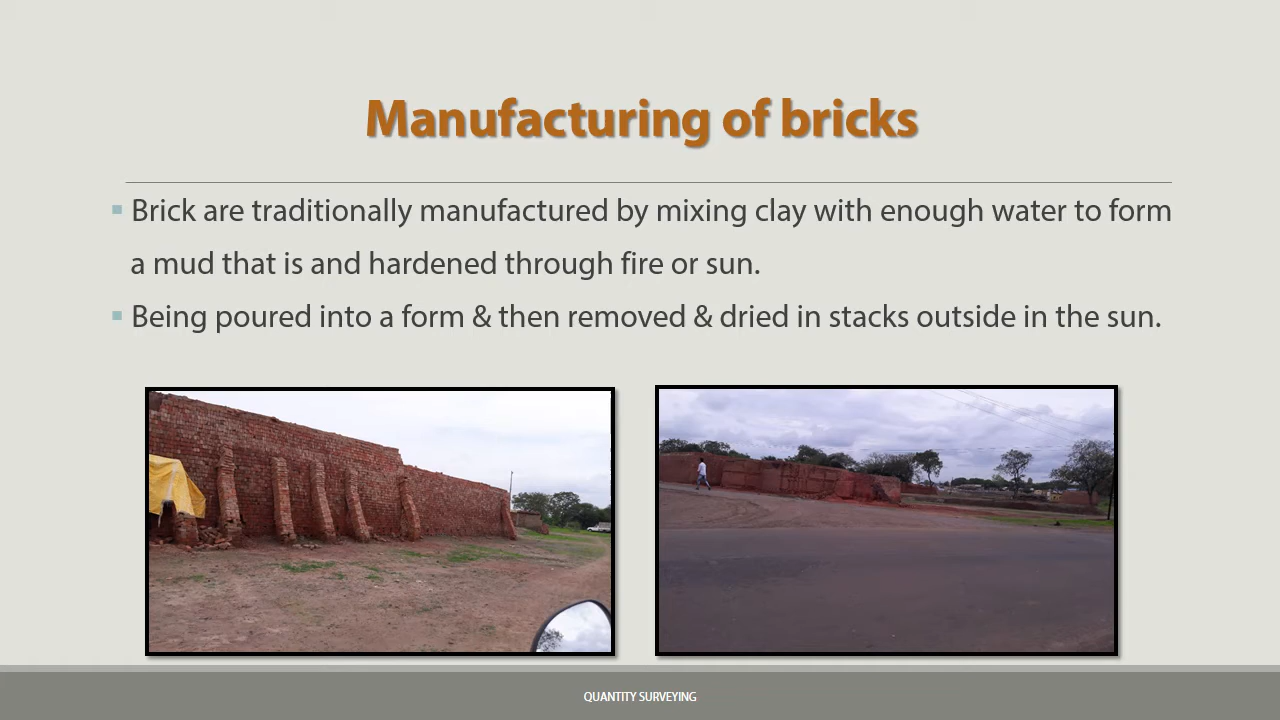 Manufacturing of bricks
▪ Brick are traditionally manufactured by mixing clay with enough water to form
a mud that is and hardened through fire or sun.
▪ Being poured into a form & then removed & dried in stacks outside in the sun.
QUANTITY SURVEYING